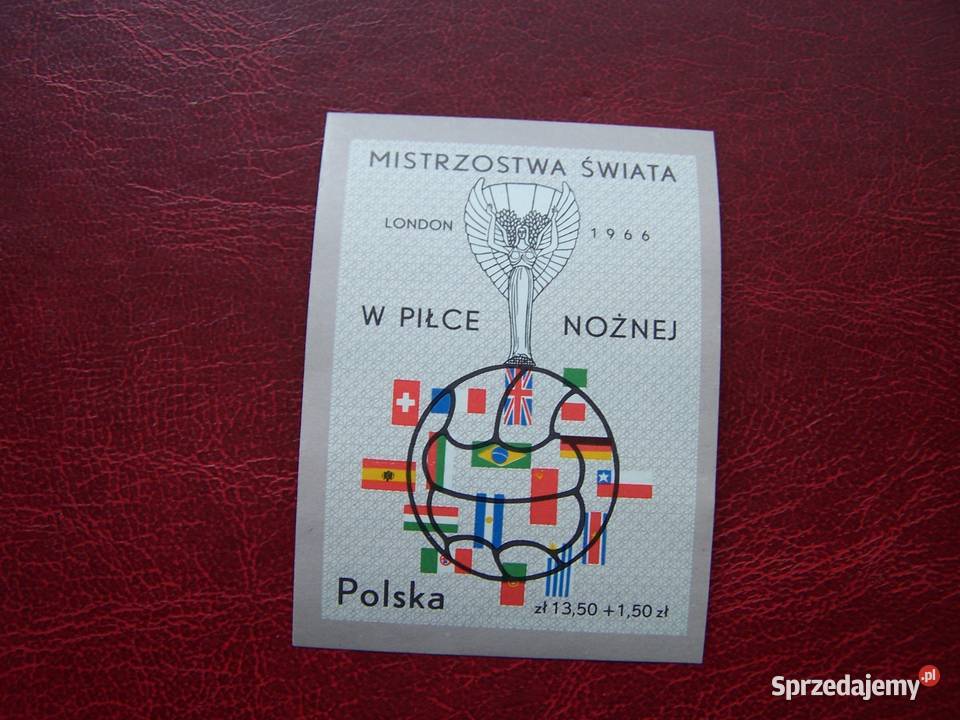 MISTRZOSTWA ŚWIATA
LONDON 1966
W PIŁCE NOŻNEJ
Polska
zł 13,50 + 1,50 zł
Sprzedajemy.pl